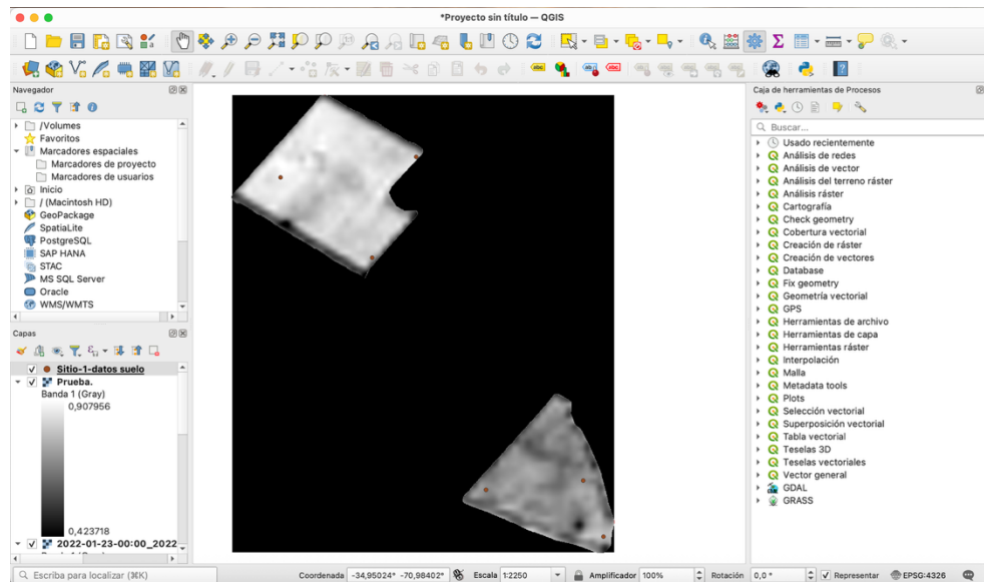 *Proyecto sin título — QGIS
Navegador
/Volumes
Favoritos
Marcadores espaciales
Marcadores de proyecto
Marcadores de usuarios
Inicio
/ (Macintosh HD)
GeoPackage
SpatiaLite
PostgreSQL
SAP HANA
STAC
MS SQL Server
Oracle
WMS/WMTS
Capas
Sitio-1-datos suelo
Prueba.
Banda 1 (Gray)
0,907956
0,423718
2022-01-23-00:00_2022
Caja de herramientas de Procesos
Buscar...
Usado recientemente
Análisis de redes
Análisis de vector
Análisis del terreno ráster
Análisis ráster
Cartografía
Check geometry
Cobertura vectorial
Creación de ráster
Creación de vectores
Database
Fix geometry
Geometría vectorial
GPS
Herramientas de archivo
Herramientas de capa
Herramientas ráster
Interpolación
Malla
Metadata tools
Plots
Selección vectorial
Superposición vectorial
Tabla vectorial
Teselas 3D
Teselas vectoriales
Vector general
GDAL
GRASS
Escriba para localizar (⌘K) Coordenada -34,95024° -70,98402° Escala 1:2250 Amplificador 100% Rotación 0,0 ° Representar EPSG:4326